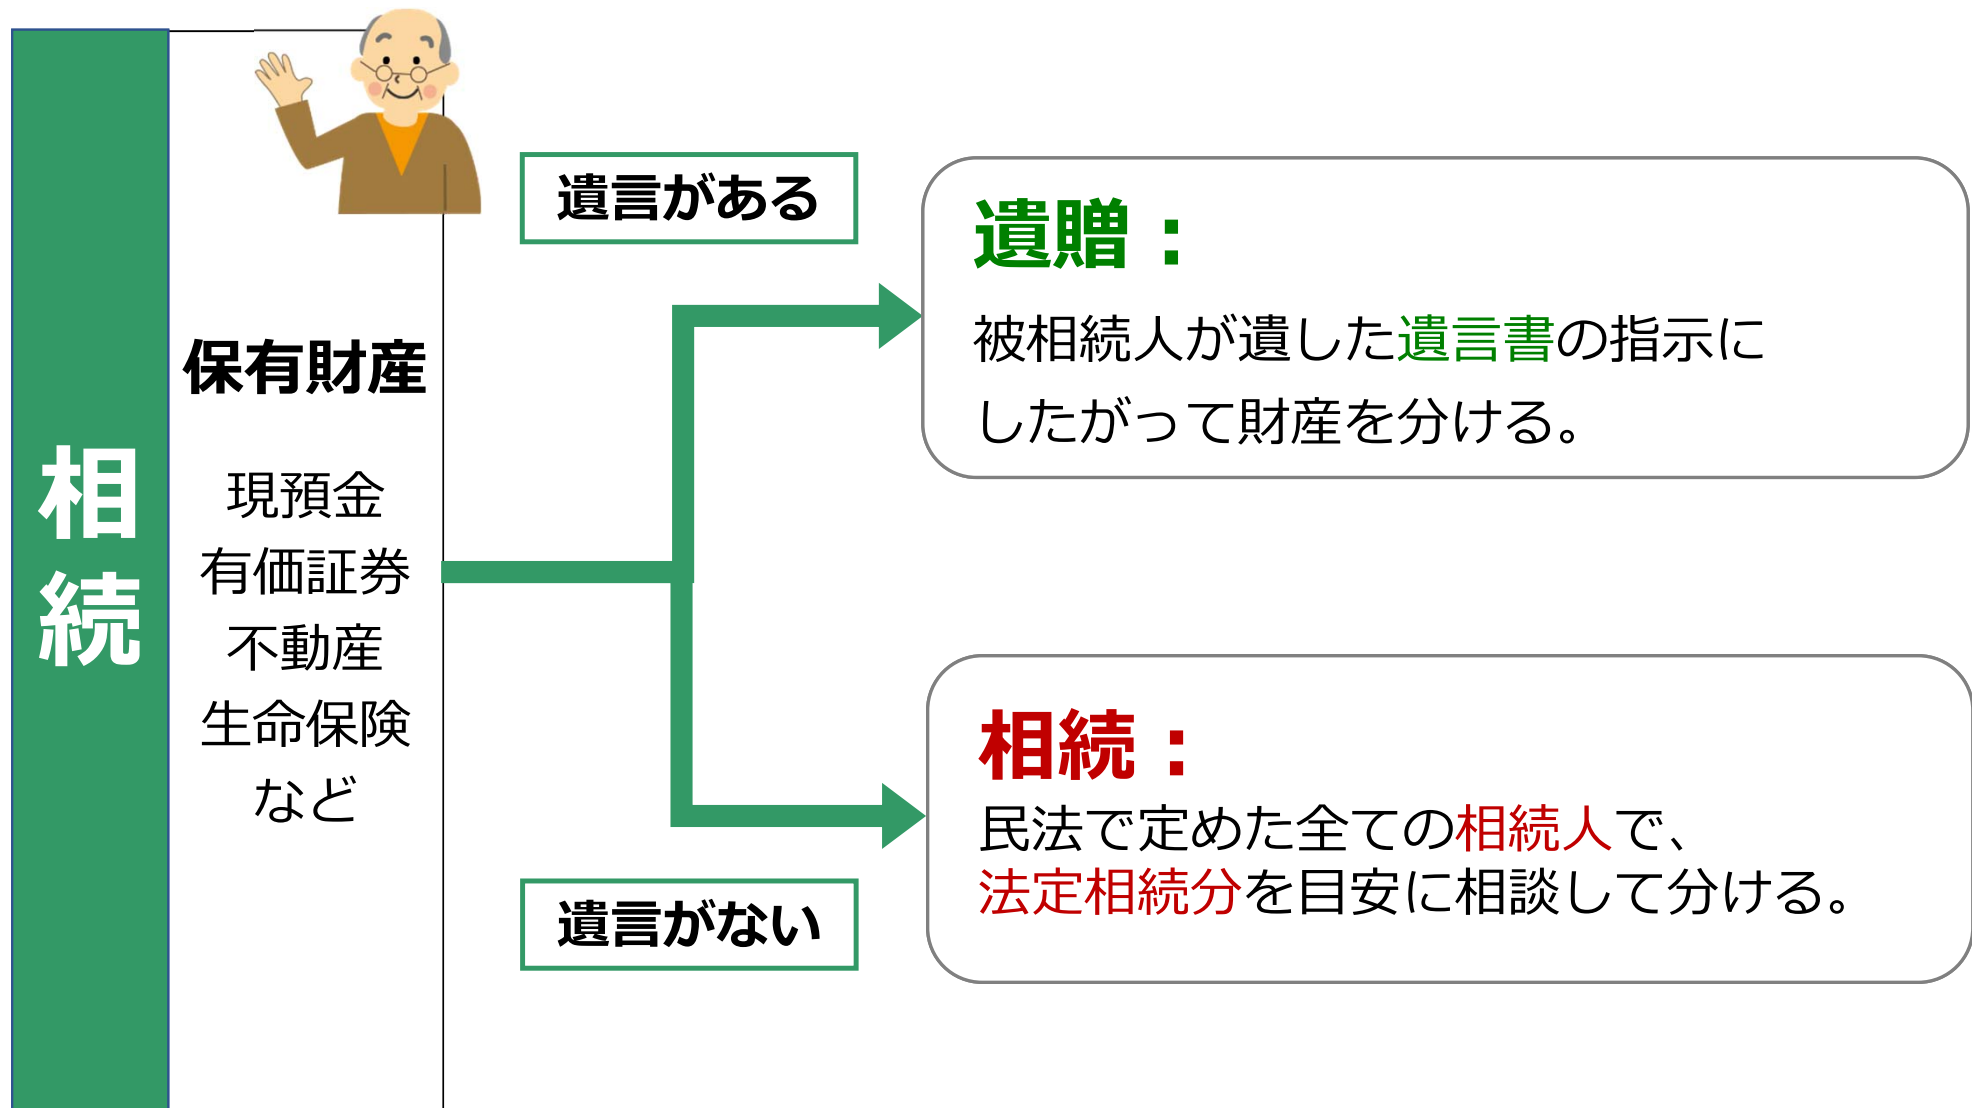 相続
保有財産
現預金
有価証券
不動産
生命保険
など
遺言がある
遺贈：
被相続人が遺した遺言書の指示に
したがって財産を分ける。
遺言がない
相続：
民法で定めた全ての相続人で、
法定相続分を目安に相談して分ける。